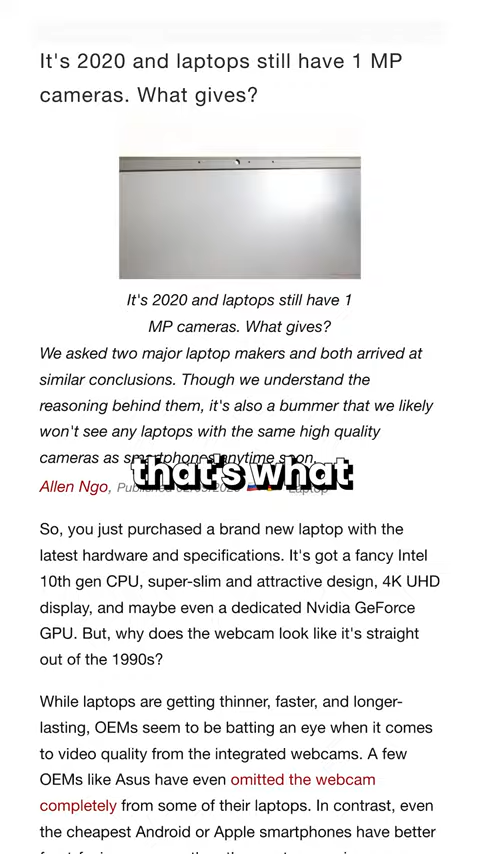 It's 2020 and laptops still have 1 MP
cameras. What gives?
It's 2020 and laptops still have 1
MP cameras. What gives?
We asked two major laptop makers and both arrived at
similar conclusions. Though we understand the
reasoning behind them, it's also a bummer that we likely
won't see any laptops with the same high quality
cameras as smartphones anytime soon.
that's what
Allen Ngo, Published Laptop
So, you just purchased a brand new laptop with the
latest hardware and specifications. It's got a fancy Intel
10th gen CPU, super-slim and attractive design, 4K UHD
display, and maybe even a dedicated Nvidia GeForce
GPU. But, why does the webcam look like it's straight
out of the 1990s?
While laptops are getting thinner, faster, and longer-
lasting, OEMs seem to be batting an eye when it comes
to video quality from the integrated webcams. A few
OEMs like Asus have even omitted the webcam
completely from some of their laptops. In contrast, even
the cheapest Android or Apple smartphones have better